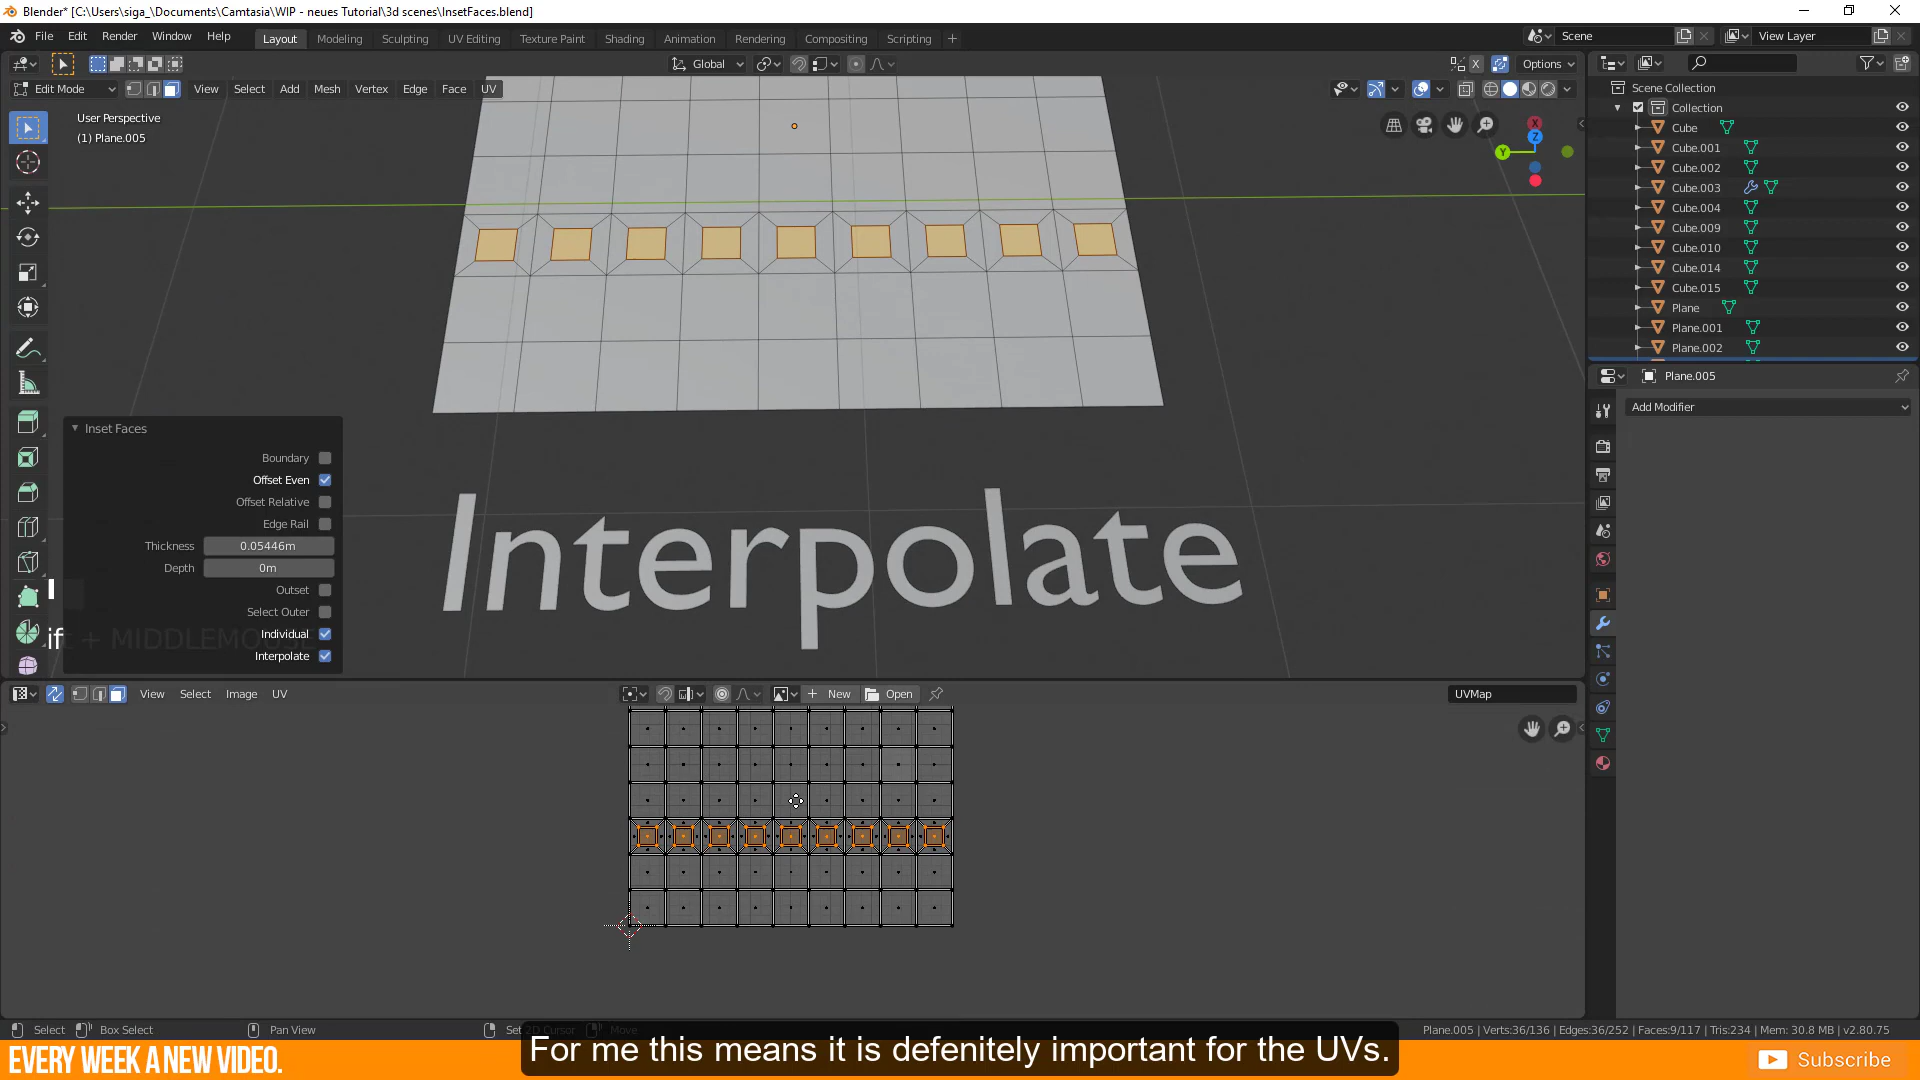 Blender* [C:\Users\siga_\Documents\Camtasia\WIP - neues Tutorial\3d scenes\InsetFaces.blend]
File Edit Render Window Help Layout Modeling Sculpting UV Editing Texture Paint Shading Animation Rendering Compositing Scripting + Scene View Layer
Global X Options
Edit Mode View Select Add Mesh Vertex Edge Face UV
User Perspective
(1) Plane.005
X
Z
Y
Scene Collection
Collection
Cube
Cube.001
Cube.002
Cube.003
Cube.004
Cube.009
Cube.010
Cube.014
Cube.015
Plane
Plane.001
Plane.002
Plane.005
Add Modifier
Inset Faces
Boundary
Offset Even
Offset Relative
Edge Rail
Thickness 0.05446m
Depth 0m
Outset
Select Outer
Individual
Interpolate
Interpolate
I
ift + MIDDLEMOUSE
View Select Image UV + New Open UVMap
Select Box Select Pan View Set 2D Cursor Move Plane.005 | Verts:36/136 | Edges:36/252 | Faces:9/117 | Tris:234 | Mem: 30.8 MB | v2.80.75
EVERY WEEK A NEW VIDEO.
For me this means it is defenitely important for the UVs.
Subscribe